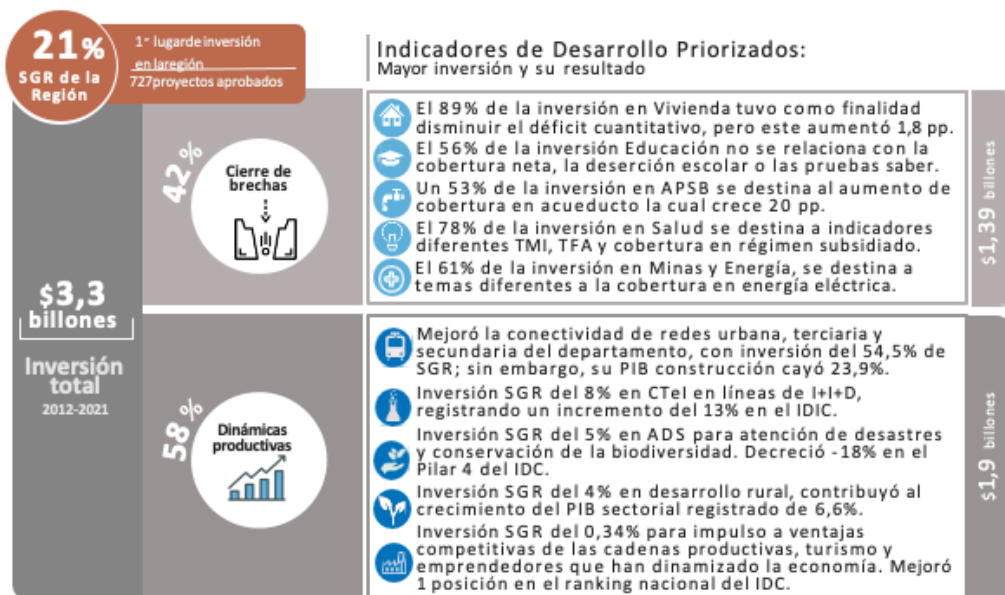 21%
SGR de la
Región
1~ lugarde inversión
en laregión
727proyectos aprobados
Indicadores de Desarrollo Priorizados:
Mayor inversión y su resultado
$3,3
billones
Inversión
total
2012-2021
42%
Cierre de
brechas
El 89% de la inversión en Vivienda tuvo como finalidad
disminuir el déficit cuantitativo, pero este aumentó 1,8 pp.
El 56% de la inversión Educación no se relaciona con la
cobertura neta, la deserción escolar o las pruebas saber.
Un 53% de la inversión en APSB se destina al aumento de
cobertura en acueducto la cual crece 20 pp.
El 78% de la inversión en Salud se destina a indicadores
diferentes TMI, TFA y cobertura en régimen subsidiado.
El 61% de la inversión en Minas y Energía, se destina a
temas diferentes a la cobertura en energía eléctrica.
$1,39 billones
58%
Dinámicas
productivas
Mejoró la conectividad de redes urbana, terciaria y
secundaria del departamento, con inversión del 54,5% de
SGR; sin embargo, su PIB construcción cayó 23,9%.
Inversión SGR del 8% en CTeI en líneas de I+I+D,
registrando un incremento del 13% en el IDIC.
Inversión SGR del 5% en ADS para atención de desastres
y conservación de la biodiversidad. Decreció -18% en el
Pilar 4 del IDC.
Inversión SGR del 4% en desarrollo rural, contribuyó al
crecimiento del PIB sectorial registrado de 6,6%.
Inversión SGR del 0,34% para impulso a ventajas
competitivas de las cadenas productivas, turismo y
emprendedores que han dinamizado la economía. Mejoró
1 posición en el ranking nacional del IDC.
$1,9 billones